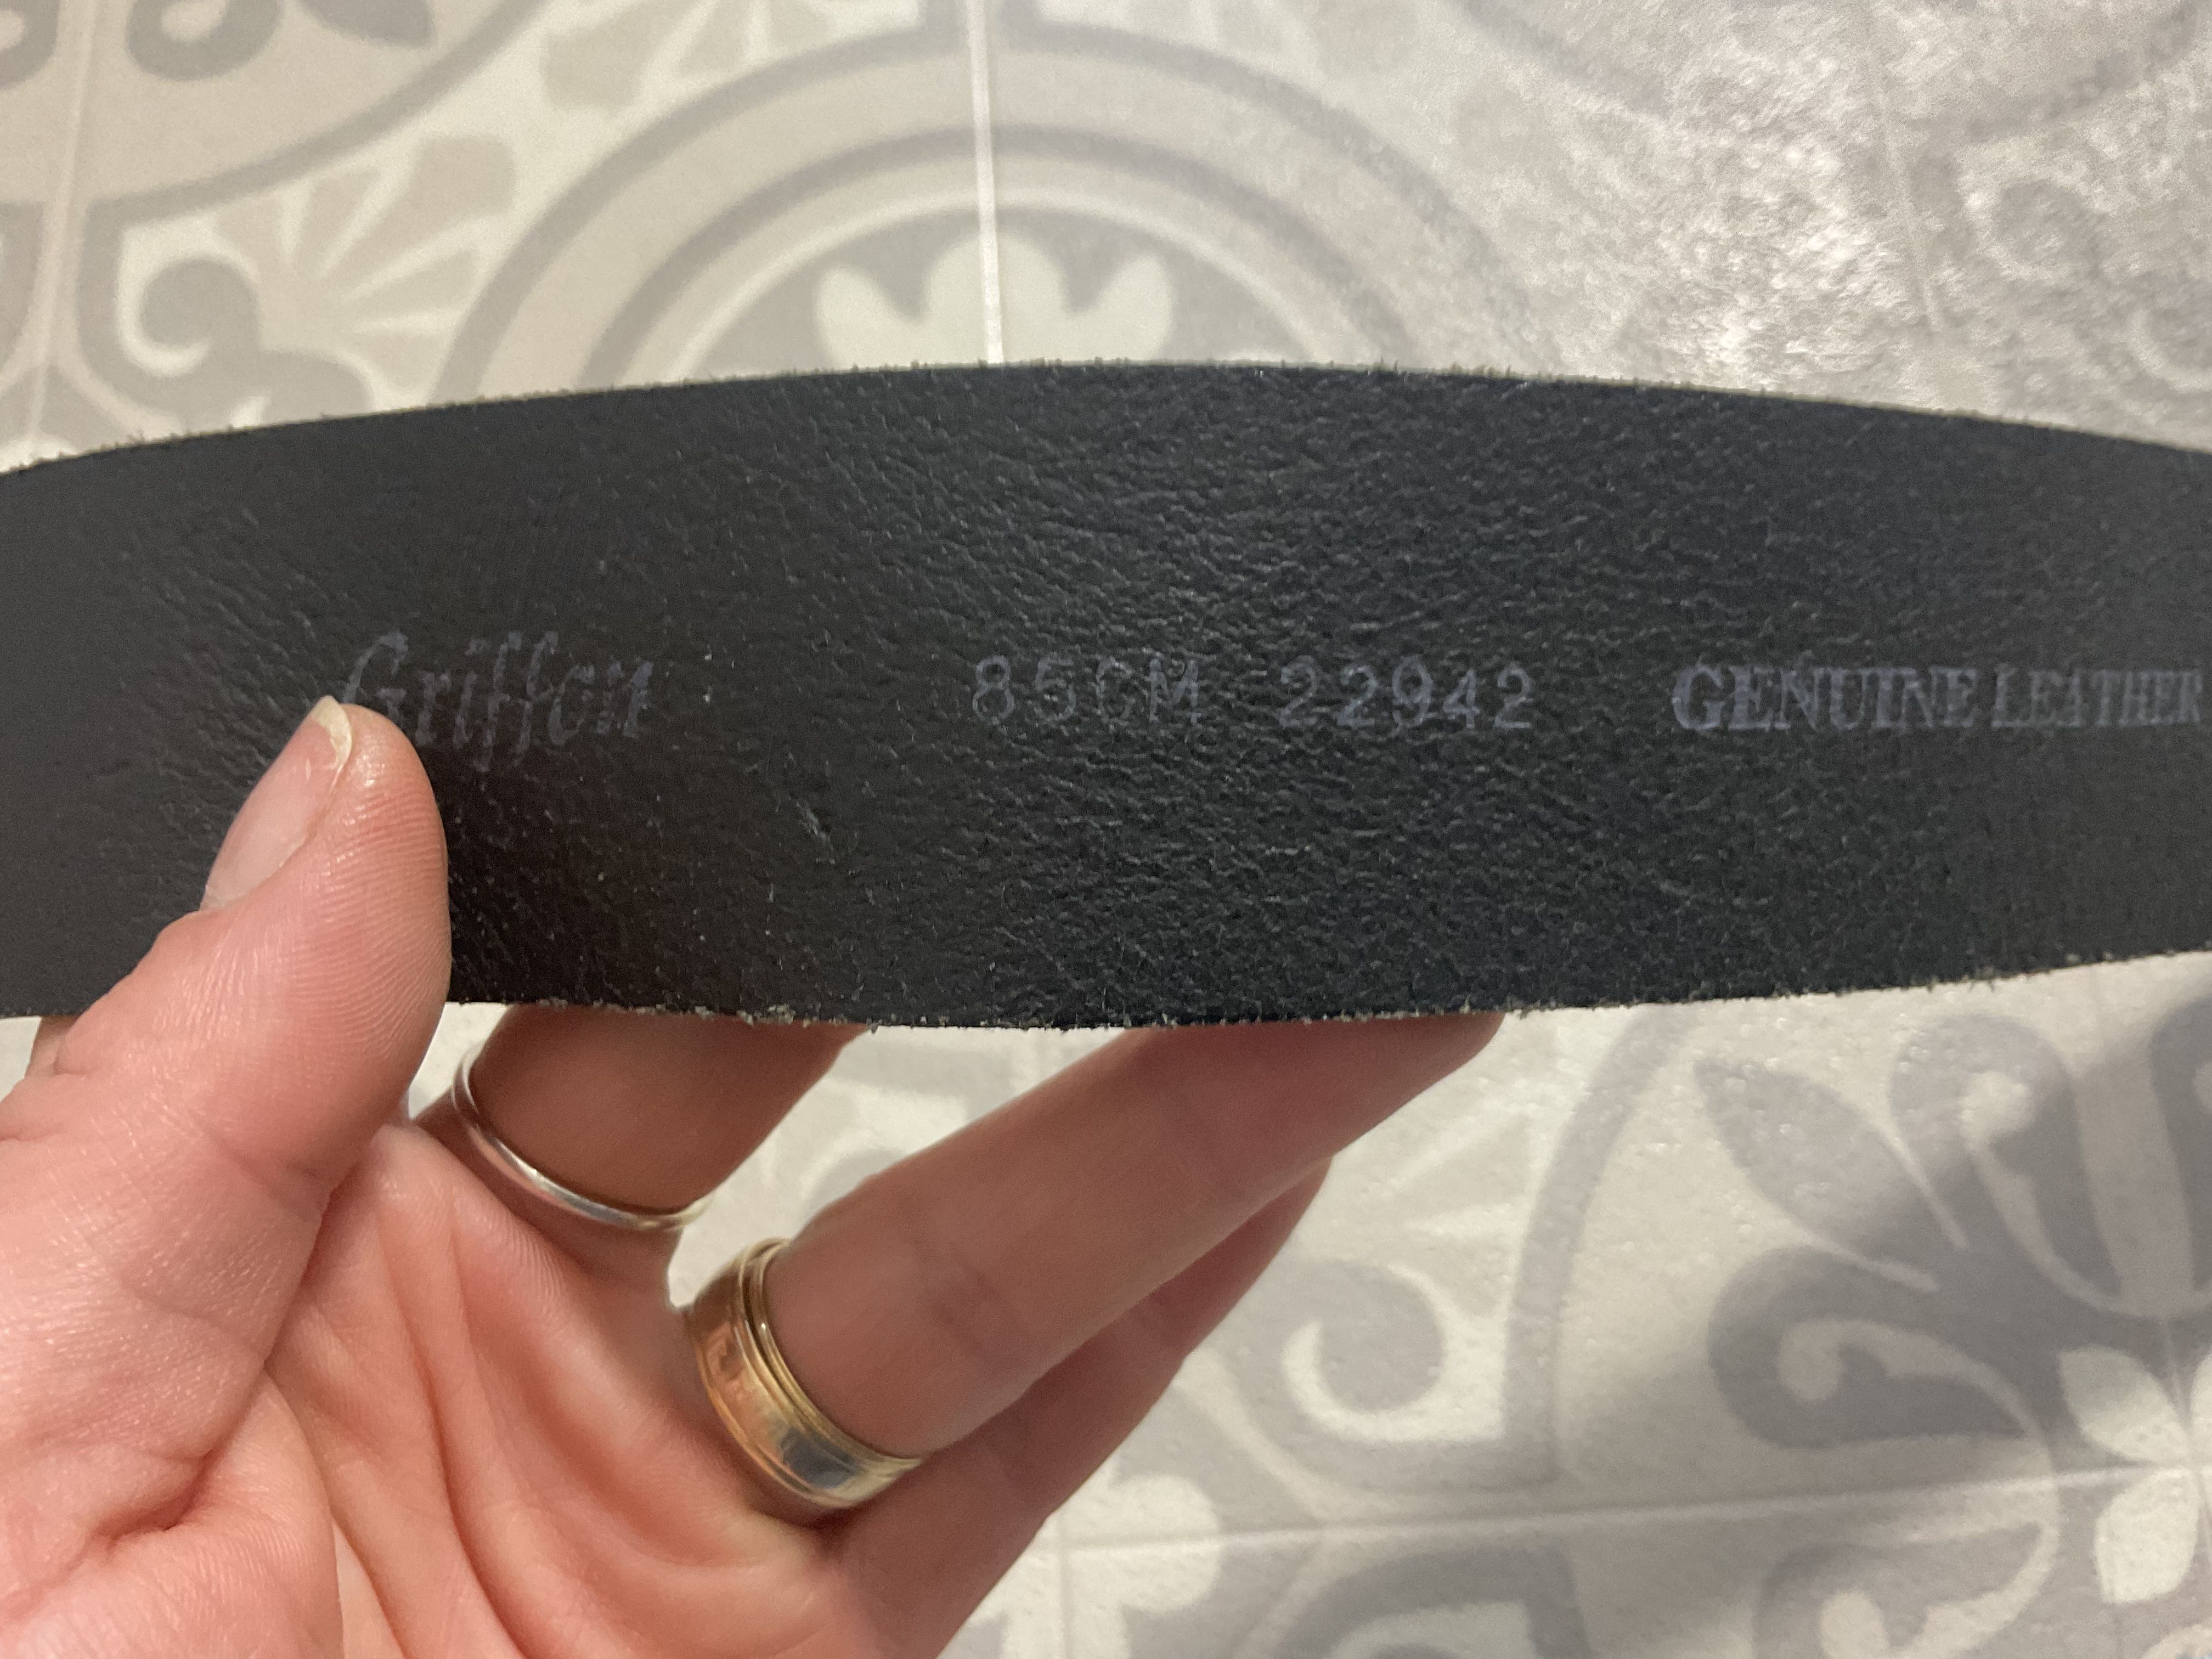 Griffon 85CM 22942 GENUINE LEATHER